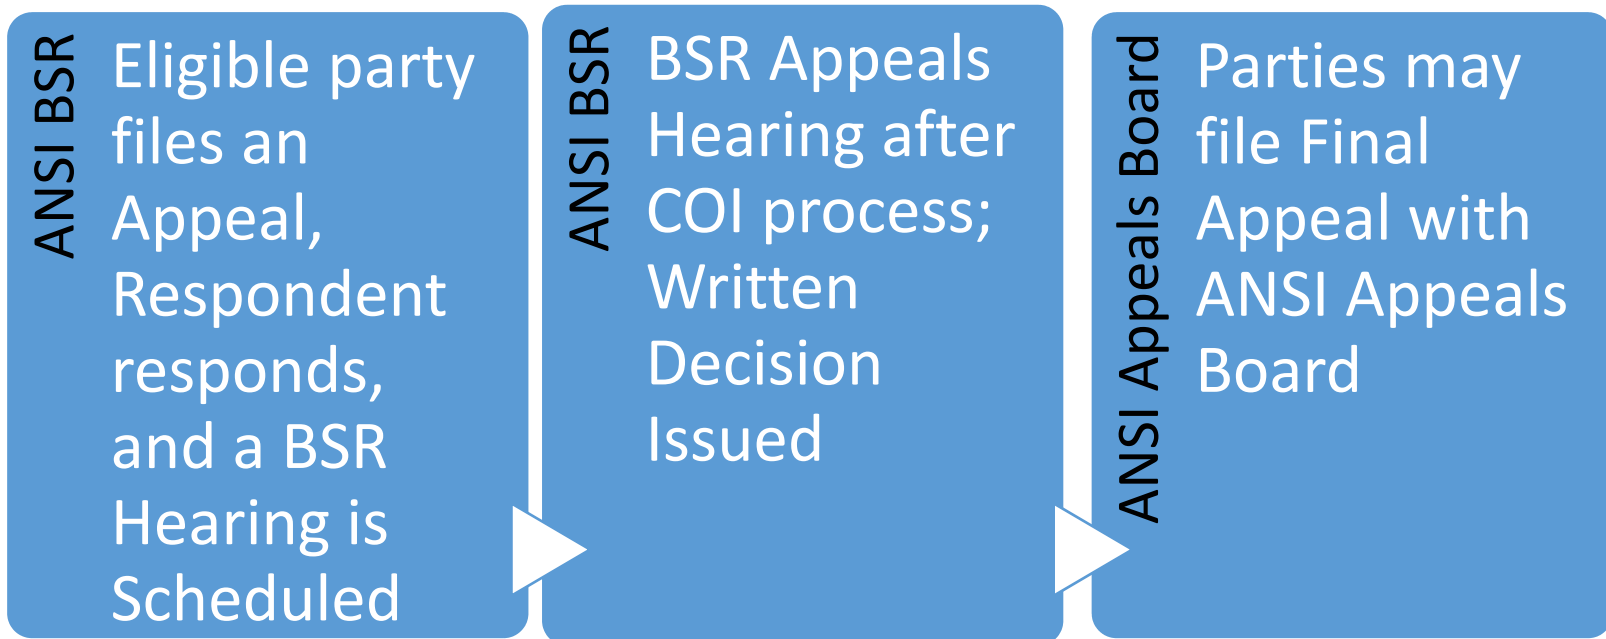 ANSI BSR
Eligible party
files an
Appeal,
Respondent
responds,
and a BSR
Hearing is
Scheduled
ANSI BSR
BSR Appeals
Hearing after
COI process;
Written
Decision
Issued
ANSI Appeals Board
Parties may
file Final
Appeal with
ANSI Appeals
Board